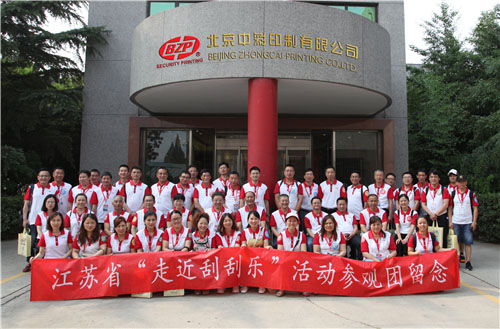 BZP
SECURITY PRINTING
北京中彩印制有限公司
BEIJING ZHONGCAI PRINTING CO.,LTD.
江苏省“走近刮刮乐”活动参观团留念